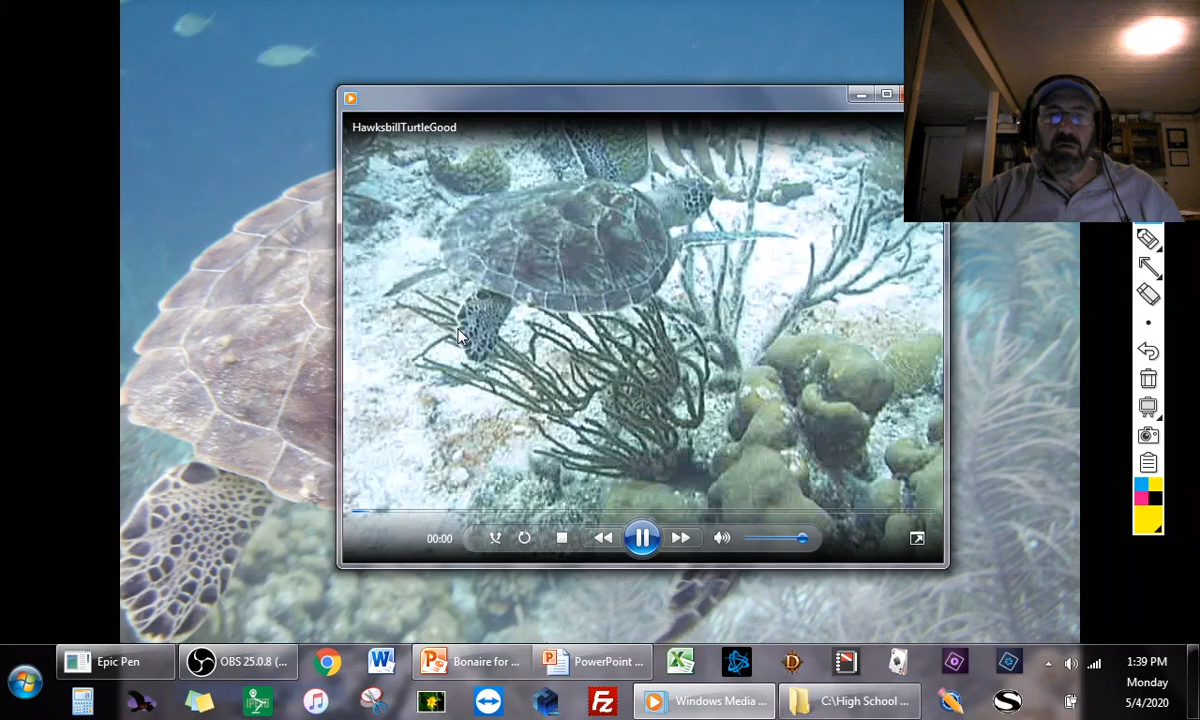 HawksbillTurtleGood
00:00
Epic Pen
OBS 25.0.8 (...
Bonaire for ...
PowerPoint ...
1:39 PM
Monday
5/4/2020
Windows Media ...
C:\High School ...